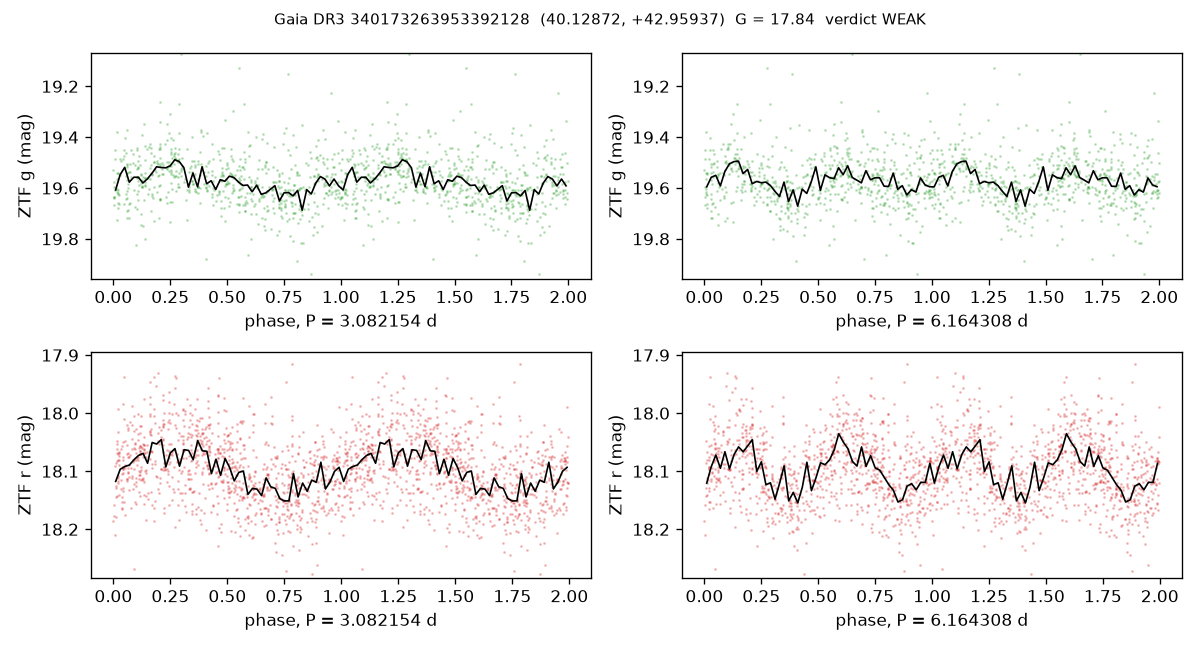 Gaia DR3 340173263953392128  (40.12872, +42.95937)  G = 17.84  verdict WEAK
ZTF g (mag)
19.2
19.4
19.6
19.8
0.00 0.25 0.50 0.75 1.00 1.25 1.50 1.75 2.00
phase, P = 3.082154 d
ZTF g (mag)
19.2
19.4
19.6
19.8
0.00 0.25 0.50 0.75 1.00 1.25 1.50 1.75 2.00
phase, P = 6.164308 d
ZTF r (mag)
17.9
18.0
18.1
18.2
0.00 0.25 0.50 0.75 1.00 1.25 1.50 1.75 2.00
phase, P = 3.082154 d
ZTF r (mag)
17.9
18.0
18.1
18.2
0.00 0.25 0.50 0.75 1.00 1.25 1.50 1.75 2.00
phase, P = 6.164308 d